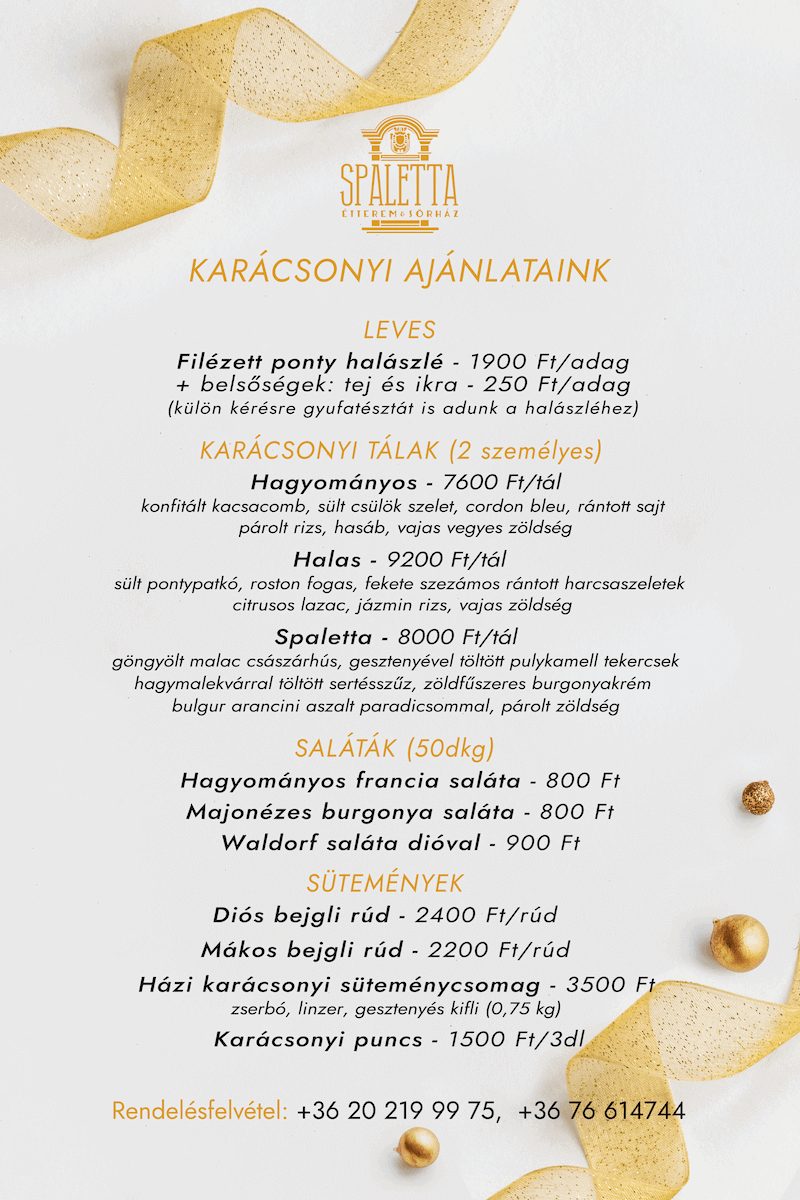 SPALETTA
ÉTTEREM & SÖRHÁZ
KARÁCSONYI AJÁNLATAINK
LEVES
Filézett ponty halászlé - 1900 Ft/adag
+ belsőségek: tej és ikra - 250 Ft/adag
(külön kérésre gyufatésztát is adunk a halászléhez)
KARÁCSONYI TÁLAK (2 személyes)
Hagyományos - 7600 Ft/tál
konfitált kacsacomb, sült csülök szelet, cordon bleu, rántott sajt
párolt rizs, hasáb, vajas vegyes zöldség
Halas - 9200 Ft/tál
sült pontypatkó, roston fogas, fekete szezámos rántott harcsaszeletek
citrusos lazac, jázmin rizs, vajas zöldség
Spaletta - 8000 Ft/tál
göngyölt malac császárhús, gesztenyével töltött pulykamell tekercsek
hagymalekvárral töltött sertésszűz, zöldfűszeres burgonyakrém
bulgur arancini aszalt paradicsommal, párolt zöldség
SALÁTÁK (50dkg)
Hagyományos francia saláta - 800 Ft
Majonézes burgonya saláta - 800 Ft
Waldorf saláta dióval - 900 Ft
SÜTEMÉNYEK
Diós bejgli rúd - 2400 Ft/rúd
Mákos bejgli rúd - 2200 Ft/rúd
Házi karácsonyi süteménycsomag - 3500 Ft
zserbó, linzer, gesztenyés kifli (0,75 kg)
Karácsonyi puncs - 1500 Ft/3dl
Rendelésfelvétel: +36 20 219 99 75, +36 76 614744